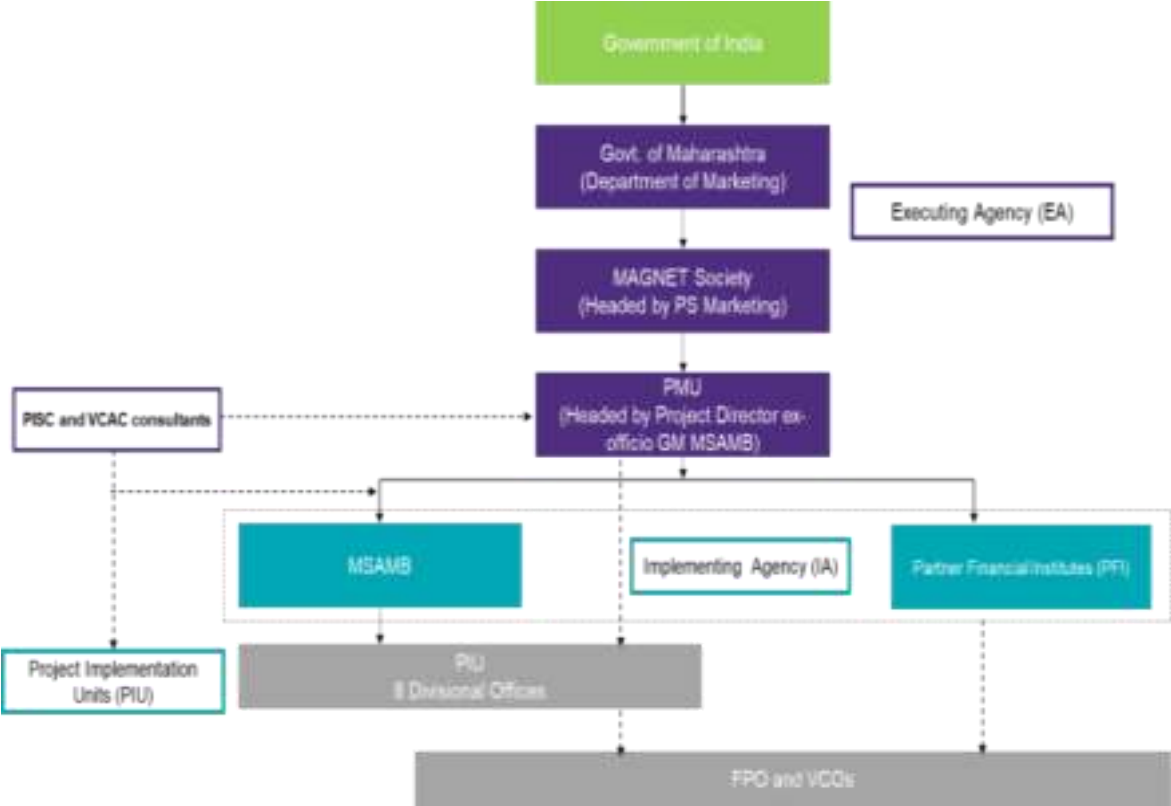 Government of India
Govt. of Maharashtra
(Department of Marketing)
Executing Agency (EA)
MAGNET Society
(Headed by PS Marketing)
PMU
(Headed by Project Director ex-
officio GM MSAMB)
PISC and VCAC consultants
MSAMB
Implementing Agency (IA)
Partner Financial Institutes (PFI)
Project Implementation
Units (PIU)
PIU
8 Divisional Offices
FPO and VCOs